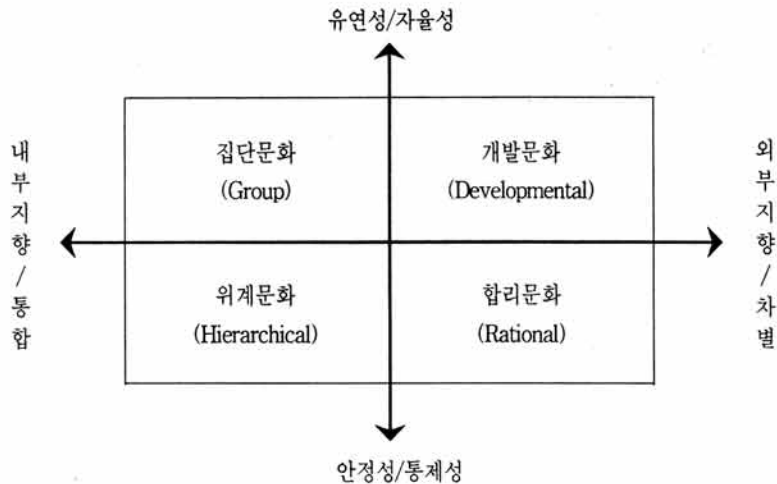 유연성/자율성
내부지향/통합
집단문화
(Group)
개발문화
(Developmental)
외부지향/차별
위계문화
(Hierarchical)
합리문화
(Rational)
안정성/통제성